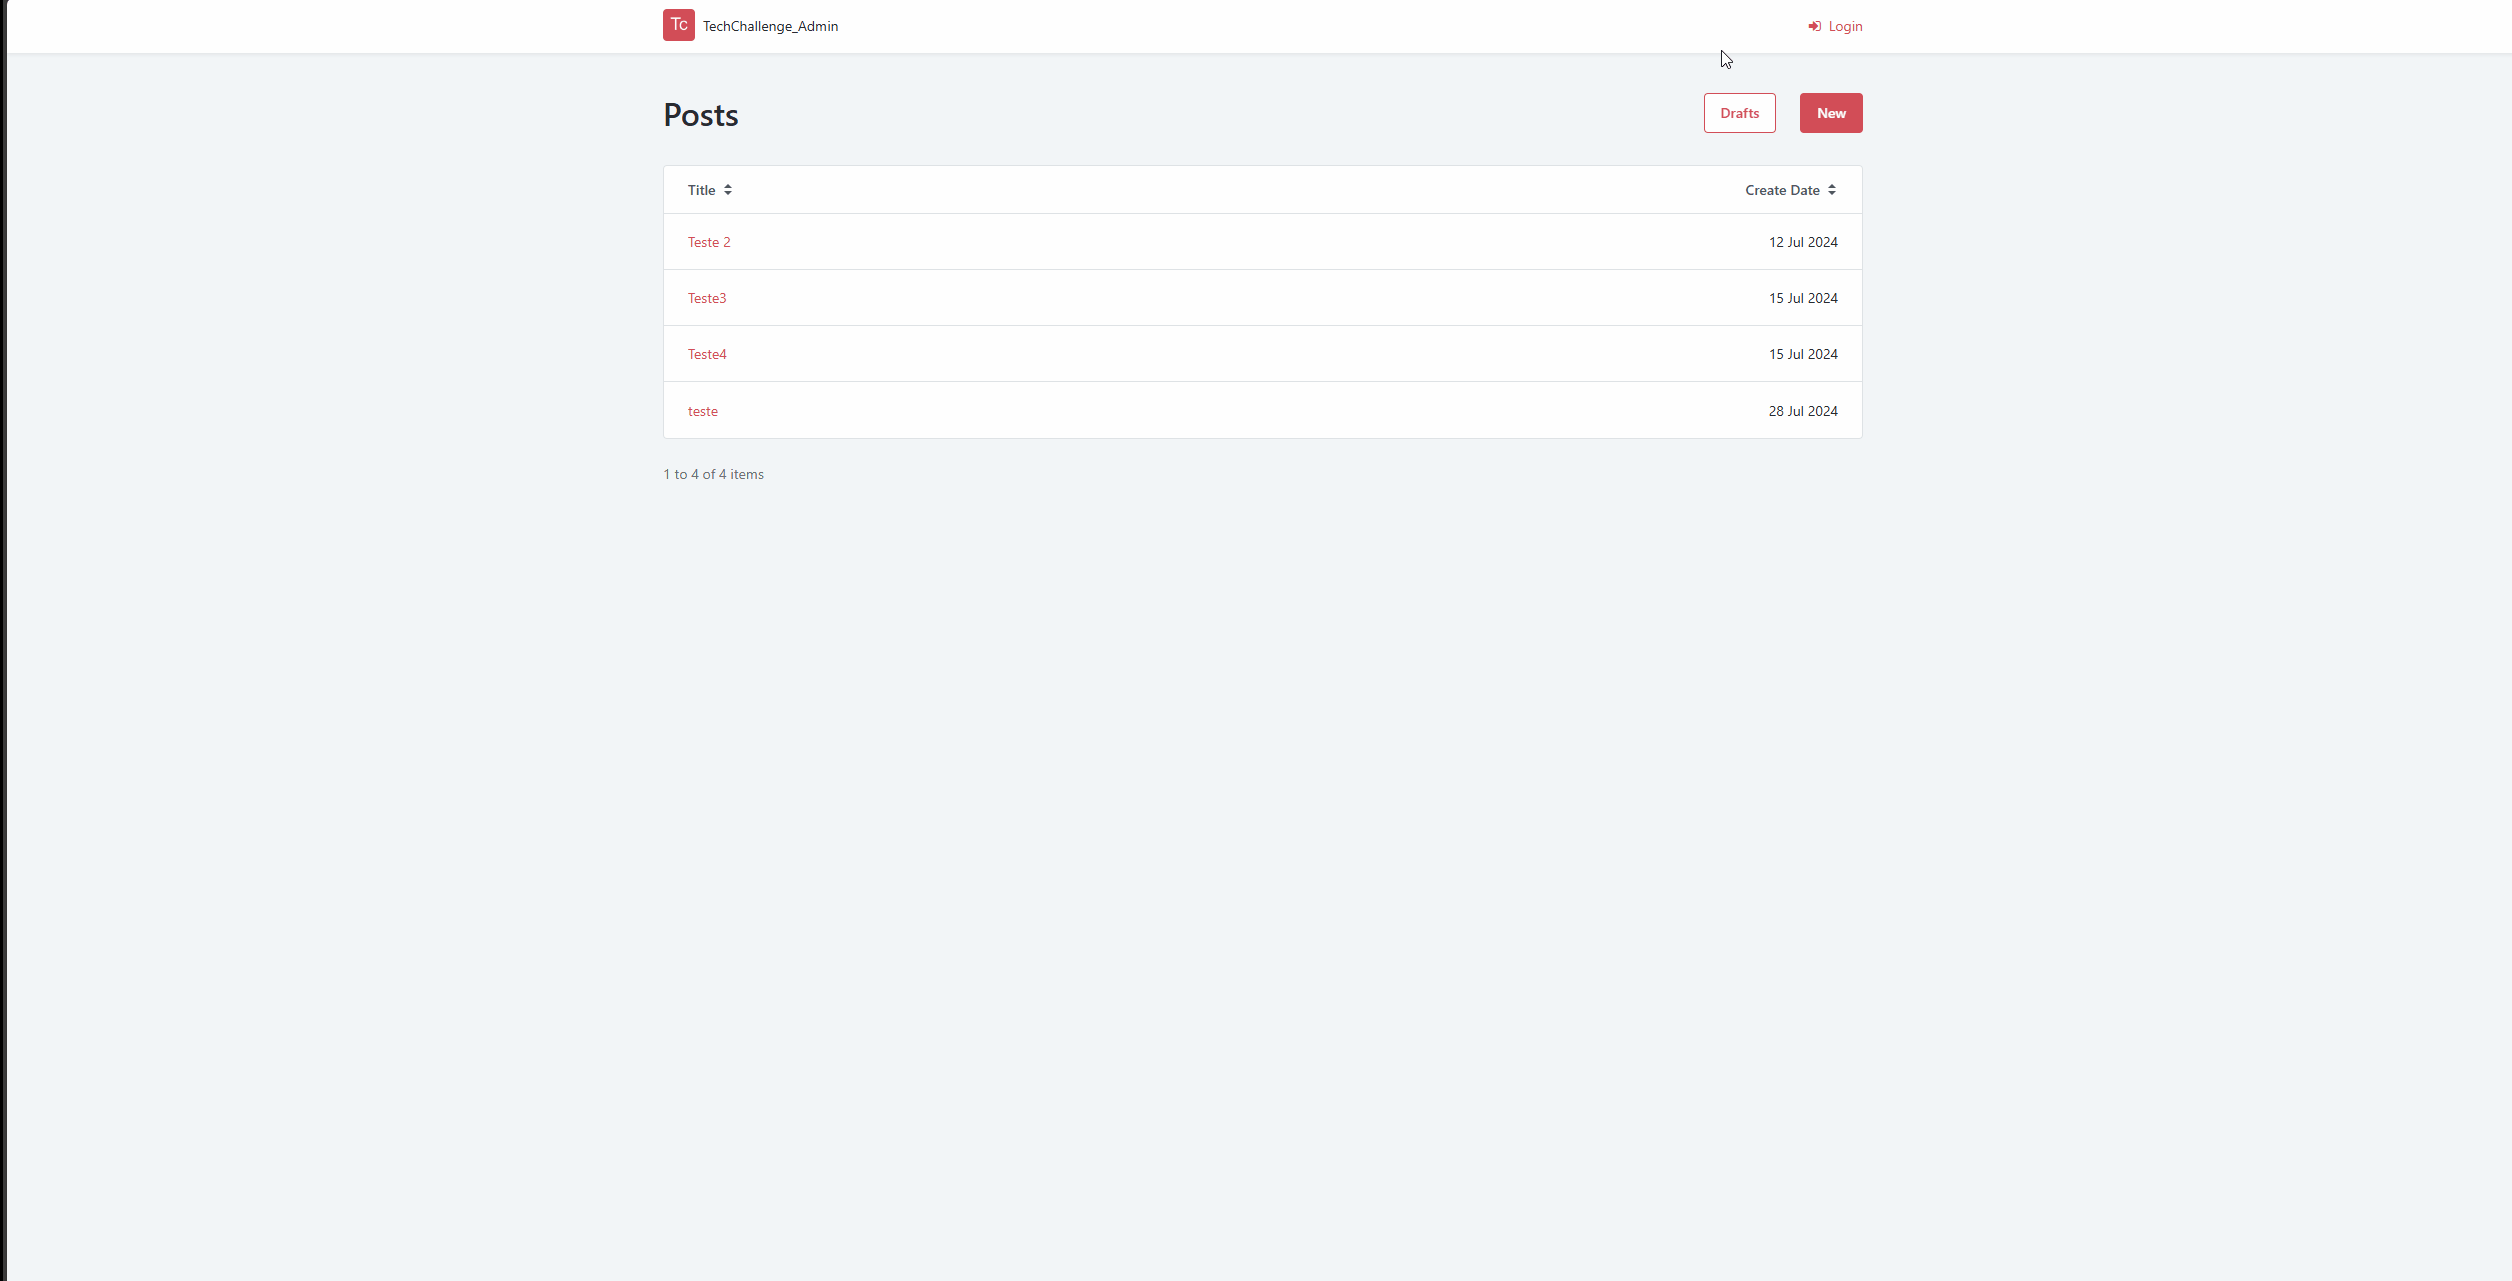 Tc TechChallenge_Admin Login
Posts Drafts New
Title Create Date
Teste 2 12 Jul 2024
Teste3 15 Jul 2024
Teste4 15 Jul 2024
teste 28 Jul 2024
1 to 4 of 4 items